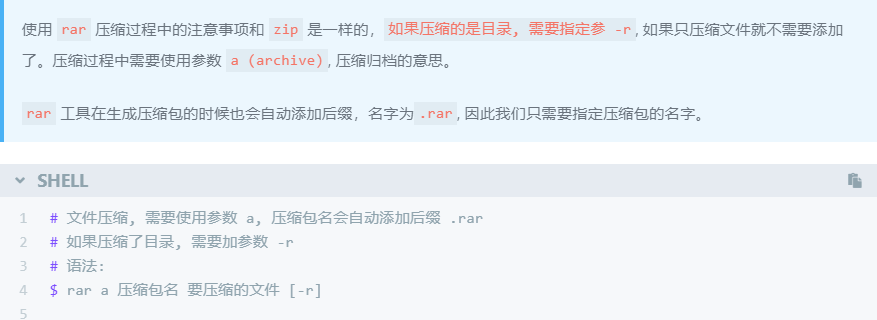 使用 rar 压缩过程中的注意事项和 zip 是一样的，如果压缩的是目录, 需要指定参 -r, 如果只压缩文件就不需要添加
了。压缩过程中需要使用参数 a (archive), 压缩归档的意思。
rar 工具在生成压缩包的时候也会自动添加后缀，名字为.rar, 因此我们只需要指定压缩包的名字。
SHELL
1 # 文件压缩, 需要使用参数 a, 压缩包名会自动添加后缀 .rar
2 # 如果压缩了目录, 需要加参数 -r
3 # 语法:
4 $ rar a 压缩包名 要压缩的文件 [-r]
5